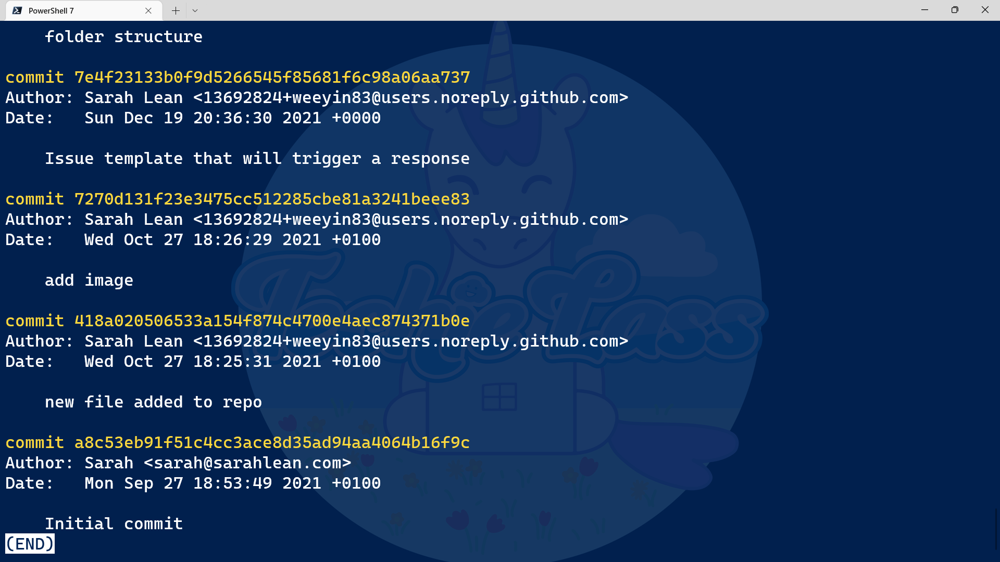 PowerShell 7
folder structure
commit 7e4f23133b0f9d5266545f85681f6c98a06aa737
Author: Sarah Lean <13692824+weeyin83@users.noreply.github.com>
Date:   Sun Dec 19 20:36:30 2021 +0000
Issue template that will trigger a response
commit 7270d131f23e3475cc512285cbe81a3241beee83
Author: Sarah Lean <13692824+weeyin83@users.noreply.github.com>
Date:   Wed Oct 27 18:26:29 2021 +0100
add image
Techie Lass
commit 418a020506533a154f874c4700e4aec874371b0e
Author: Sarah Lean <13692824+weeyin83@users.noreply.github.com>
Date:   Wed Oct 27 18:25:31 2021 +0100
new file added to repo
commit a8c53eb91f51c4cc3ace8d35ad94aa4064b16f9c
Author: Sarah <sarah@sarahlean.com>
Date:   Mon Sep 27 18:53:49 2021 +0100
Initial commit
(END)